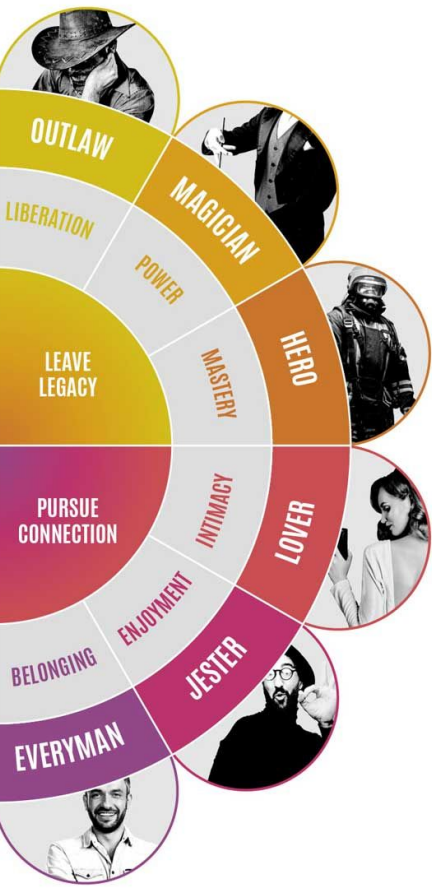 OUTLAW
MAGICIAN
HERO
LIBERATION
POWER
MASTERY
LEAVE
LEGACY
PURSUE
CONNECTION
INTIMACY
ENJOYMENT
BELONGING
LOVER
JESTER
EVERYMAN